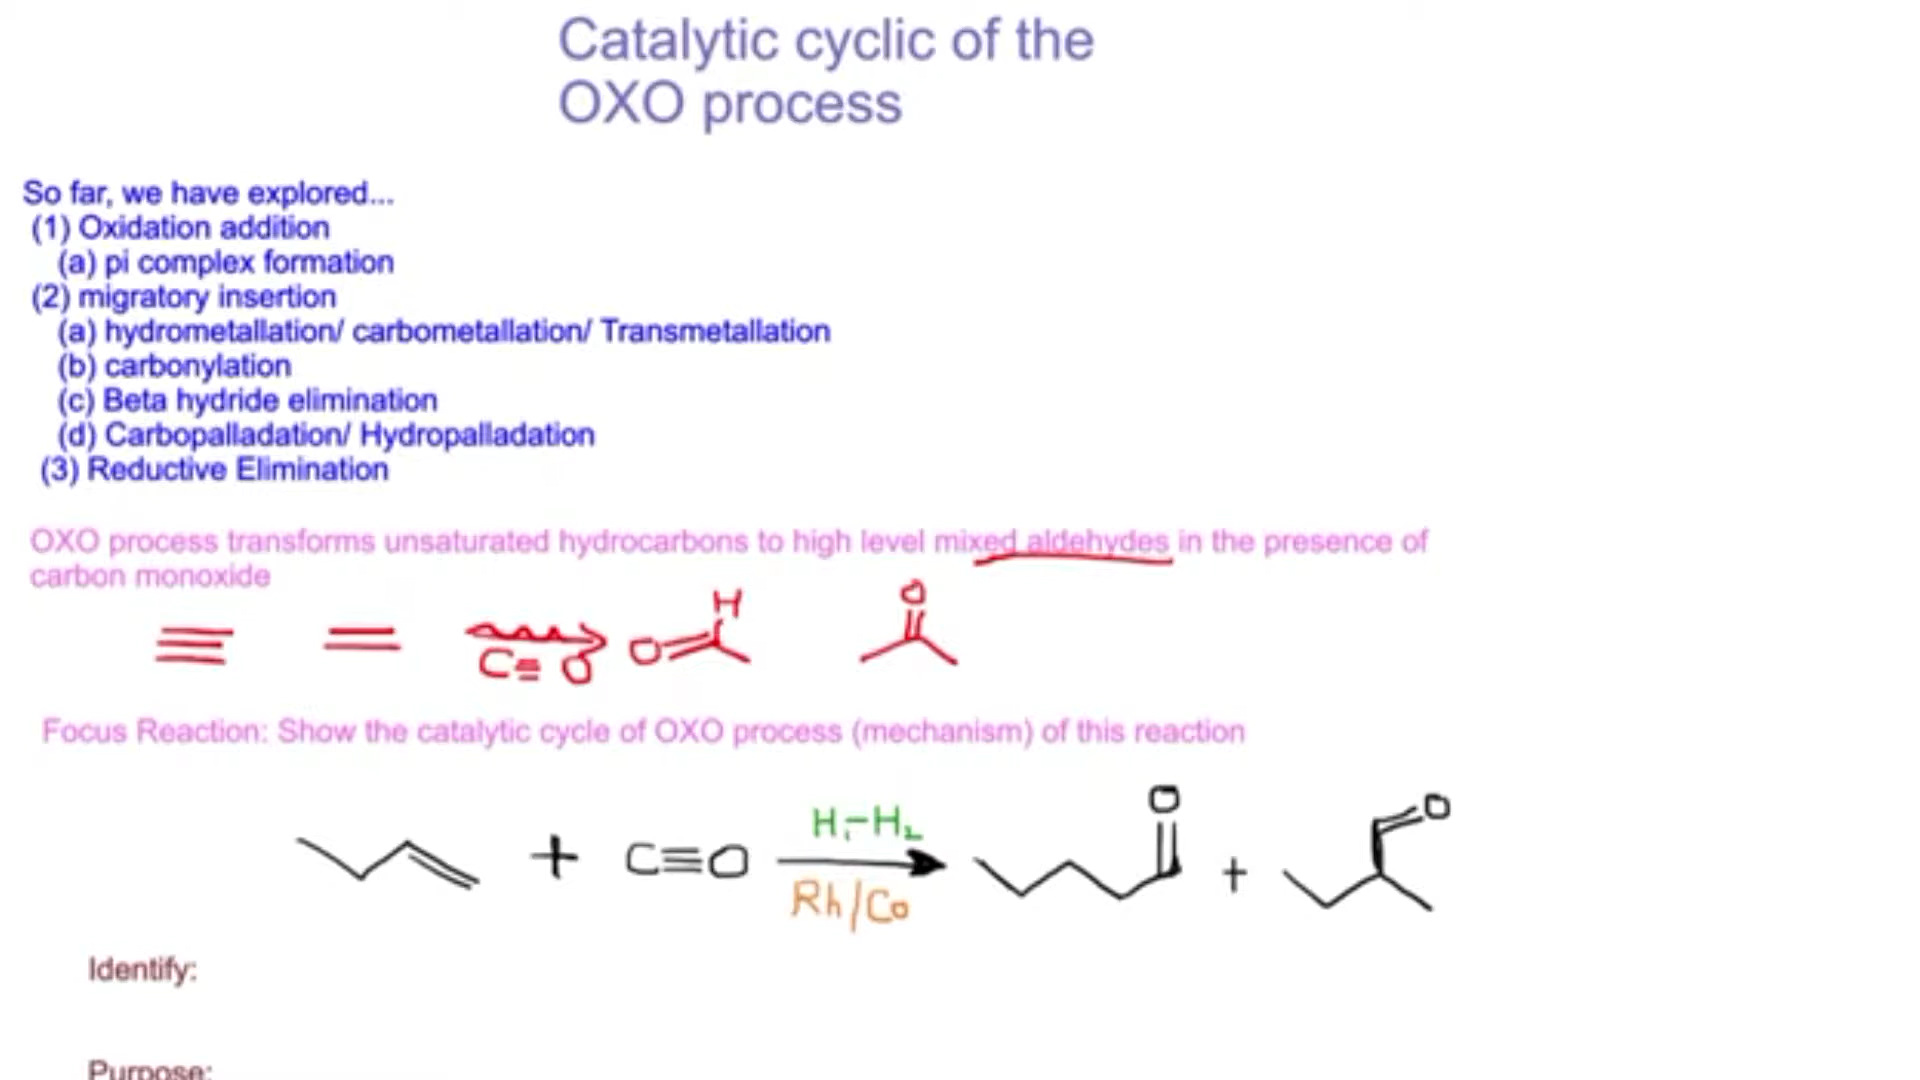 Catalytic cyclic of the
OXO process
So far, we have explored...
(1) Oxidation addition
(a) pi complex formation
(2) migratory insertion
(a) hydrometallation/ carbometallation/ Transmetallation
(b) carbonylation
(c) Beta hydride elimination
(d) Carbopalladation/ Hydropalladation
(3) Reductive Elimination
OXO process transforms unsaturated hydrocarbons to high level mixed aldehydes in the presence of
carbon monoxide
H
O
O
C≡O
Focus Reaction: Show the catalytic cycle of OXO process (mechanism) of this reaction
O
O
H-H₂
+ C≡O
+
Rh/Co
Identify:
Purpose: